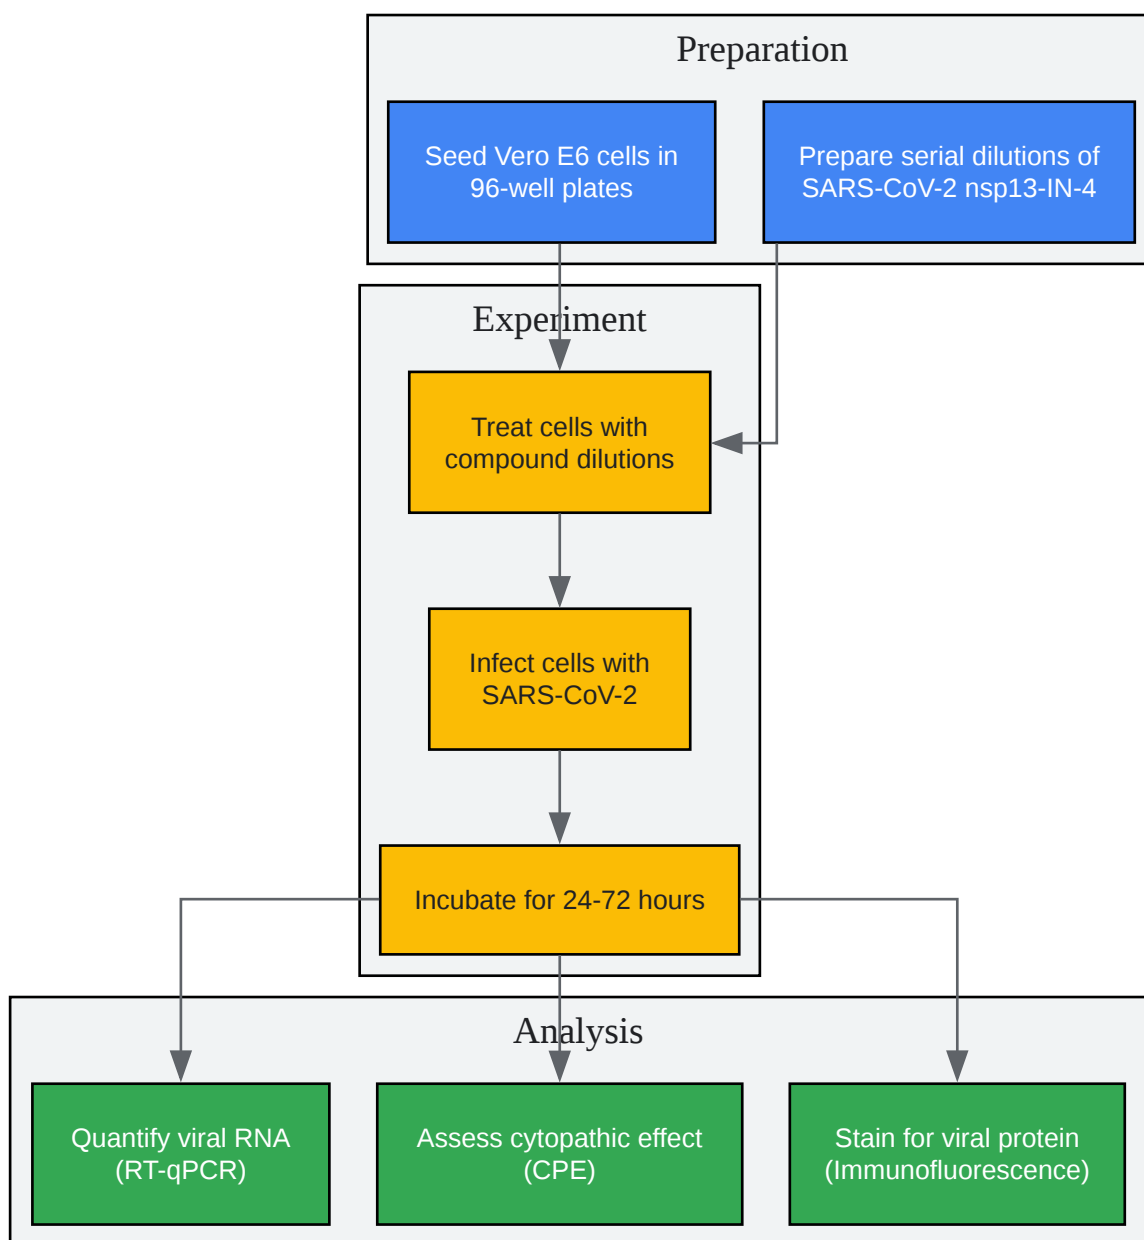 Preparation
Seed Vero E6 cells in
96-well plates
Prepare serial dilutions of
SARS-CoV-2 nsp13-IN-4
Experiment
Treat cells with
compound dilutions
Infect cells with
SARS-CoV-2
Incubate for 24-72 hours
Analysis
Quantify viral RNA
(RT-qPCR)
Assess cytopathic effect
(CPE)
Stain for viral protein
(Immunofluorescence)